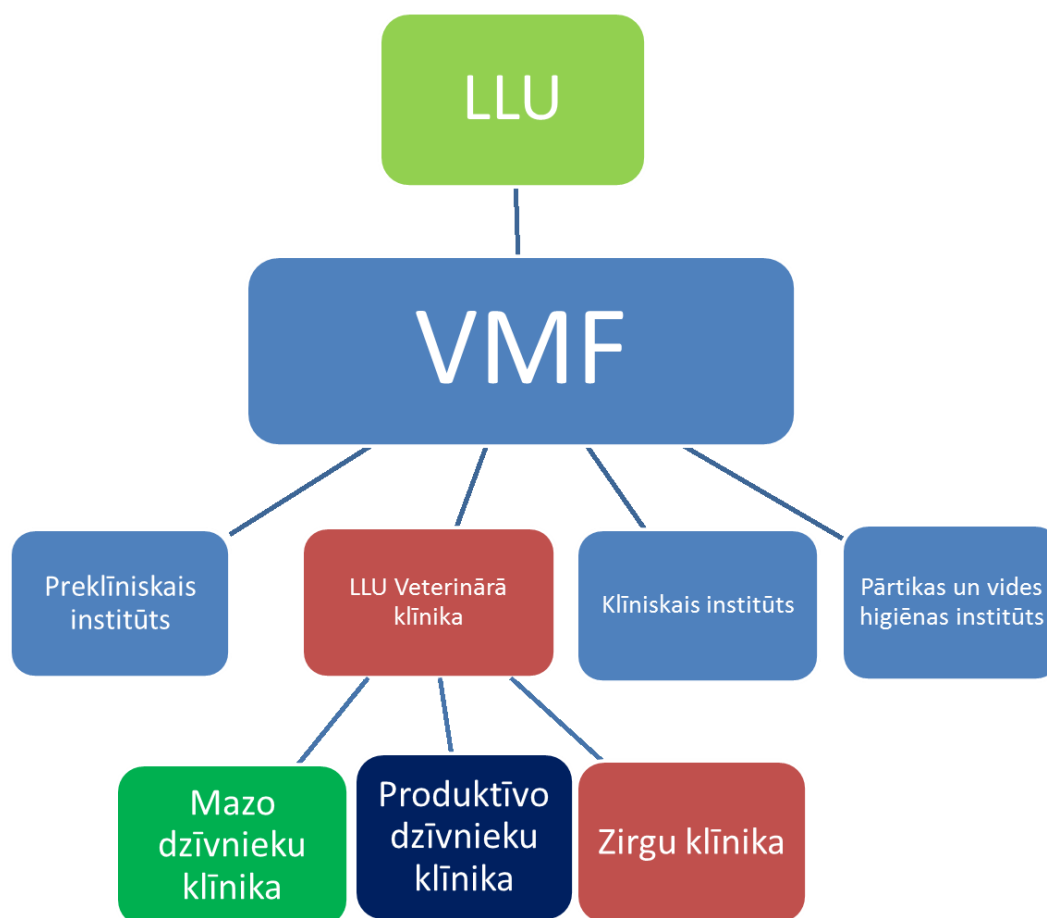 LLU
VMF
Preklīniskais
institūts
LLU Veterinārā
klīnika
Klīniskais institūts
Pārtikas un vides
higiēnas institūts
Mazo
dzīvnieku
klīnika
Produktīvo
dzīvnieku
klīnika
Zirgu klīnika